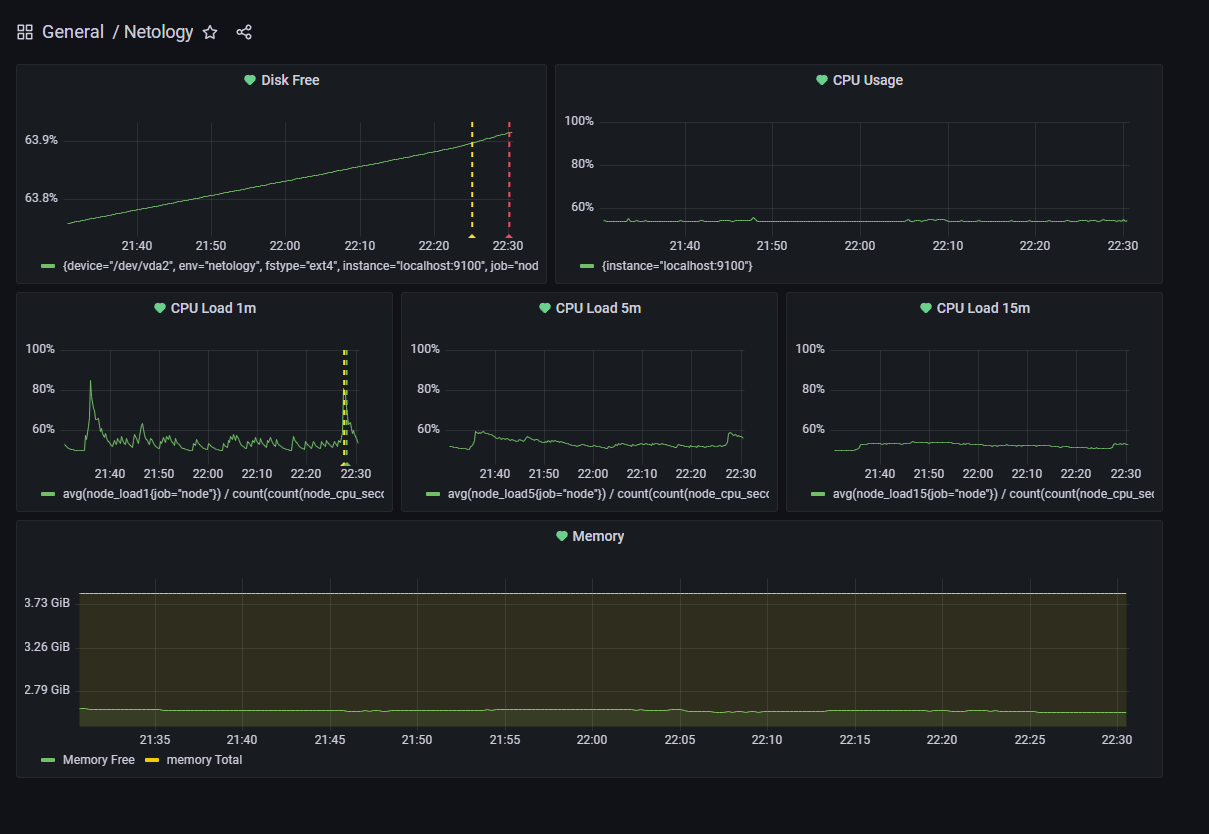 General / Netology
Disk Free
63.9%
63.8%
21:40 21:50 22:00 22:10 22:20 22:30
{device="/dev/vda2", env="netology", fstype="ext4", instance="localhost:9100", job="nod
CPU Usage
100%
80%
60%
21:40 21:50 22:00 22:10 22:20 22:30
{instance="localhost:9100"}
CPU Load 1m
100%
80%
60%
21:40 21:50 22:00 22:10 22:20 22:30
avg(node_load1{job="node"}) / count(count(node_cpu_seco
CPU Load 5m
100%
80%
60%
21:40 21:50 22:00 22:10 22:20 22:30
avg(node_load5{job="node"}) / count(count(node_cpu_seco
CPU Load 15m
100%
80%
60%
21:40 21:50 22:00 22:10 22:20 22:30
avg(node_load15{job="node"}) / count(count(node_cpu_sec
Memory
3.73 GiB
3.26 GiB
2.79 GiB
21:35 21:40 21:45 21:50 21:55 22:00 22:05 22:10 22:15 22:20 22:25 22:30
Memory Free memory Total